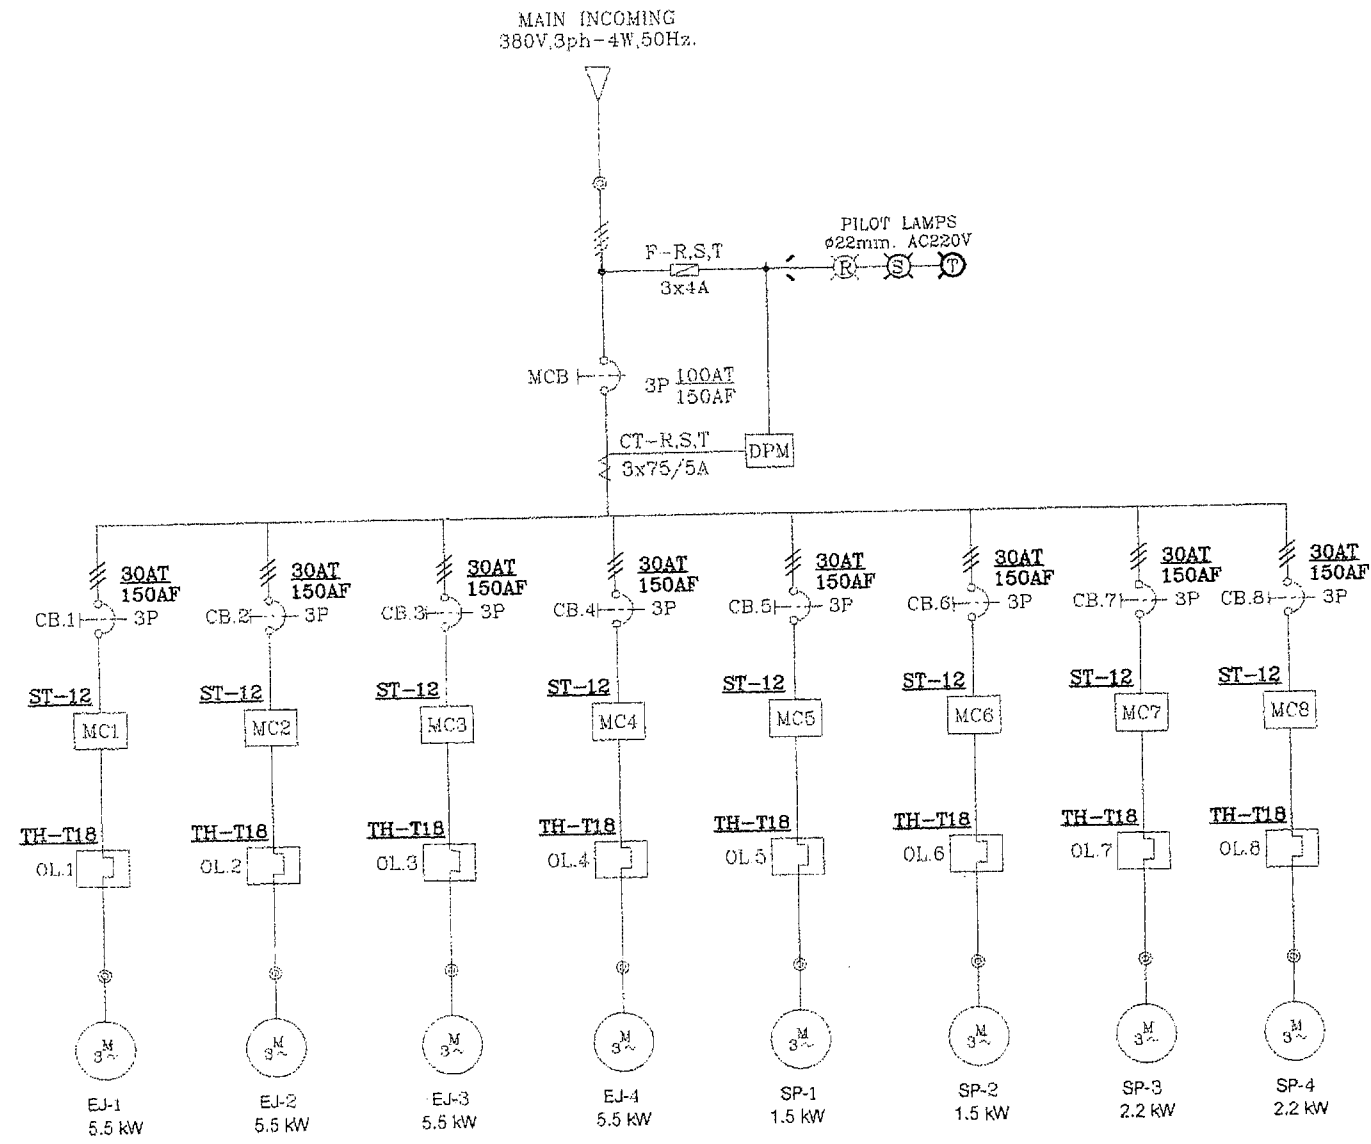 MAIN INCOMING
380V,3ph-4W,50Hz.
PILOT LAMPS
ø22mm. AC220V
F-R,S,T
R S T
3x4A
MCB
3P 100AT
150AF
CT-R,S,T
DPM
3x75/5A
30AT 30AT 30AT 30AT 30AT 30AT 30AT 30AT
150AF 150AF 150AF 150AF 150AF 150AF 150AF 150AF
CB.1 3P CB.2 3P CB.3 3P CB.4 3P CB.5 3P CB.6 3P CB.7 3P CB.8 3P
ST-12 ST-12 ST-12 ST-12 ST-12 ST-12 ST-12 ST-12
MC1 MC2 MC3 MC4 MC5 MC6 MC7 MC8
TH-T18 TH-T18 TH-T18 TH-T18 TH-T18 TH-T18 TH-T18 TH-T18
OL.1 OL.2 OL.3 OL.4 OL.5 OL.6 OL.7 OL.8
M M M M M M M M
3~ 3~ 3~ 3~ 3~ 3~ 3~ 3~
EJ-1 EJ-2 EJ-3 EJ-4 SP-1 SP-2 SP-3 SP-4
5.5 kW 5.5 kW 5.5 kW 5.5 kW 1.5 kW 1.5 kW 2.2 kW 2.2 kW